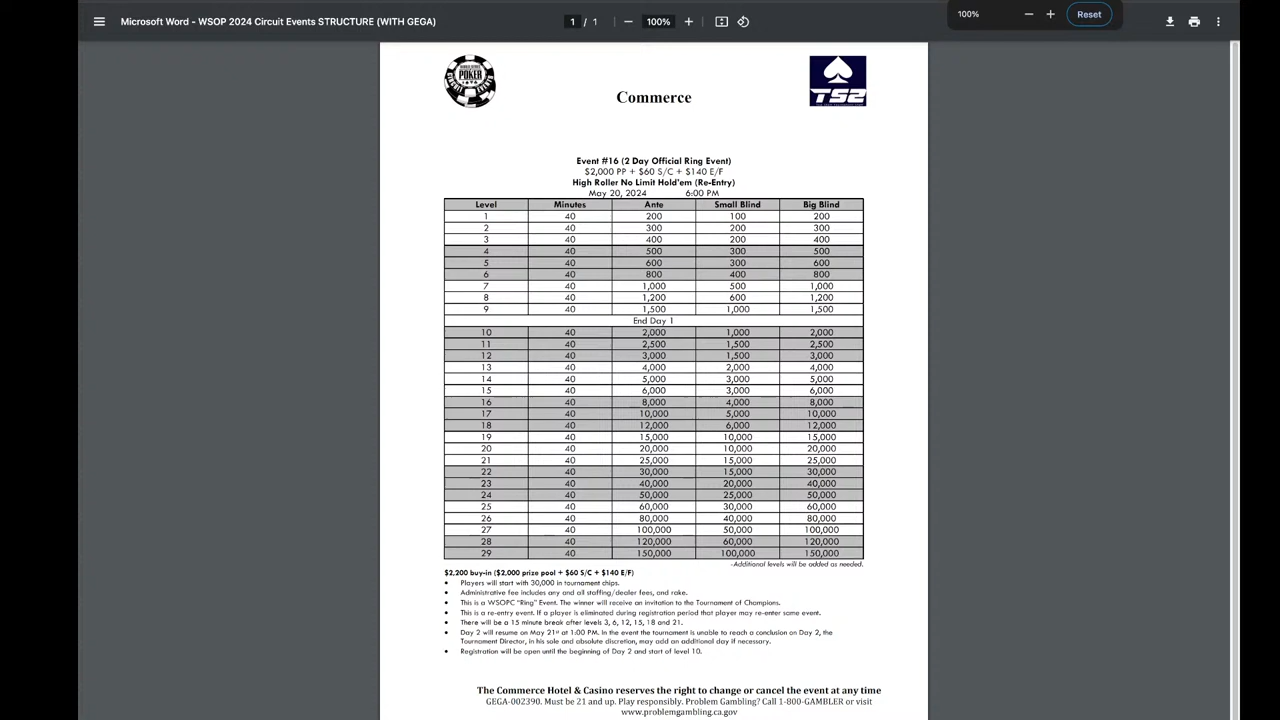 Microsoft Word - WSOP 2024 Circuit Events STRUCTURE (WITH GEGA)
1 / 1
100%
100%
Reset
POKER
TS2
Commerce
Event #16 (2 Day Official Ring Event)
$2,000 PP + $60 S/C + $140 E/F
High Roller No Limit Hold'em (Re-Entry)
May 20, 2024 6:00 PM
Level Minutes Ante Small Blind Big Blind
1 40 200 100 200
2 40 300 200 300
3 40 400 200 400
4 40 500 300 500
5 40 600 300 600
6 40 800 400 800
7 40 1,000 500 1,000
8 40 1,200 600 1,200
9 40 1,500 1,000 1,500
End Day 1
10 40 2,000 1,000 2,000
11 40 2,500 1,500 2,500
12 40 3,000 1,500 3,000
13 40 4,000 2,000 4,000
14 40 5,000 3,000 5,000
15 40 6,000 3,000 6,000
16 40 8,000 4,000 8,000
17 40 10,000 5,000 10,000
18 40 12,000 6,000 12,000
19 40 15,000 10,000 15,000
20 40 20,000 10,000 20,000
21 40 25,000 15,000 25,000
22 40 30,000 15,000 30,000
23 40 40,000 20,000 40,000
24 40 50,000 25,000 50,000
25 40 60,000 30,000 60,000
26 40 80,000 40,000 80,000
27 40 100,000 50,000 100,000
28 40 120,000 60,000 120,000
29 40 150,000 100,000 150,000
-Additional levels will be added as needed.
$2,200 buy-in ($2,000 prize pool + $60 S/C + $140 E/F)
• Players will start with 30,000 in tournament chips.
• Administrative fee includes any and all staffing/dealer fees, and rake.
• This is a WSOPC "Ring" Event. The winner will receive an invitation to the Tournament of Champions.
• This is a re-entry event. If a player is eliminated during registration period that player may re-enter same event.
• There will be a 15 minute break after levels 3, 6, 12, 15, 18 and 21.
• Day 2 will resume on May 21st at 1:00 PM. In the event the tournament is unable to reach a conclusion on Day 2, the
Tournament Director, in his sole and absolute discretion, may add an additional day if necessary.
• Registration will be open until the beginning of Day 2 and start of level 10.
The Commerce Hotel & Casino reserves the right to change or cancel the event at any time
GEGA-002390. Must be 21 and up. Play responsibly. Problem Gambling? Call 1-800-GAMBLER or visit
www.problemgambling.ca.gov